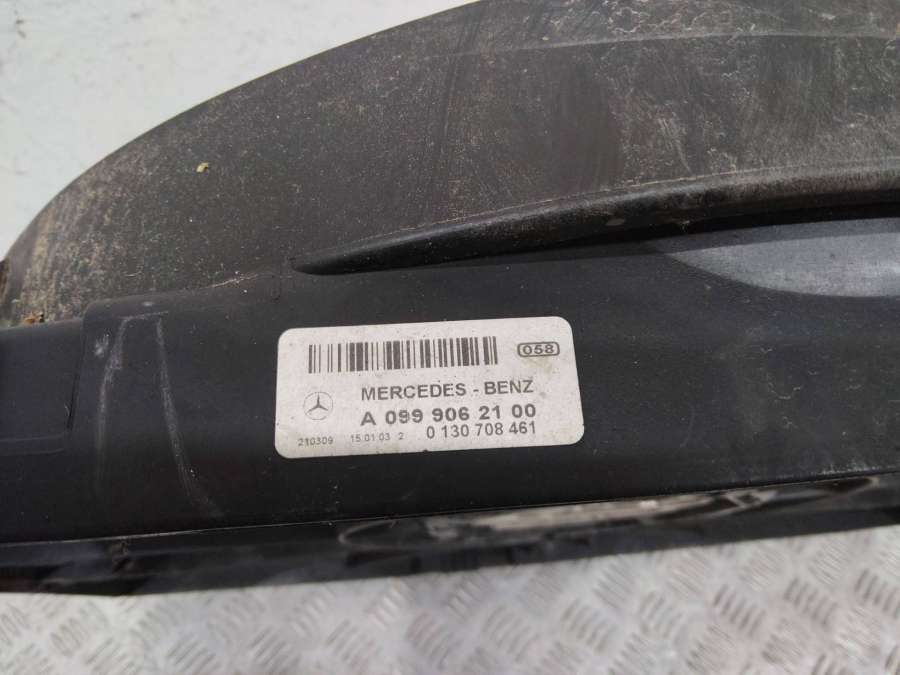 058
MERCEDES - BENZ
A 099 906 21 00
210309 15.01 03 2 0 130 708 461